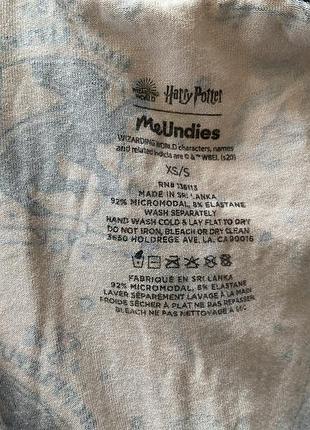 WIZARDING WORLD Harry Potter
MeUndies
WIZARDING WORLD characters, names
and related indicia are © & ™ WBEI. (s20)
XS/S
RN# 136113
MADE IN SRI LANKA
92% MICROMODAL, 8% ELASTANE
WASH SEPARATELY
HAND WASH COLD & LAY FLAT TO DRY
DO NOT IRON, BLEACH OR DRY CLEAN
3650 HOLDREGE AVE. LA. CA 90016
FABRIQUÉ EN SRI LANKA
92% MICROMODAL, 8% ELASTANE
LAVER SÉPARÉMENT LAVAGE À LA MAIN
FROIDE SÉCHER À PLAT NE PAS REPASSER,
BLEACH NE PAS NETTOYAGE À SEC